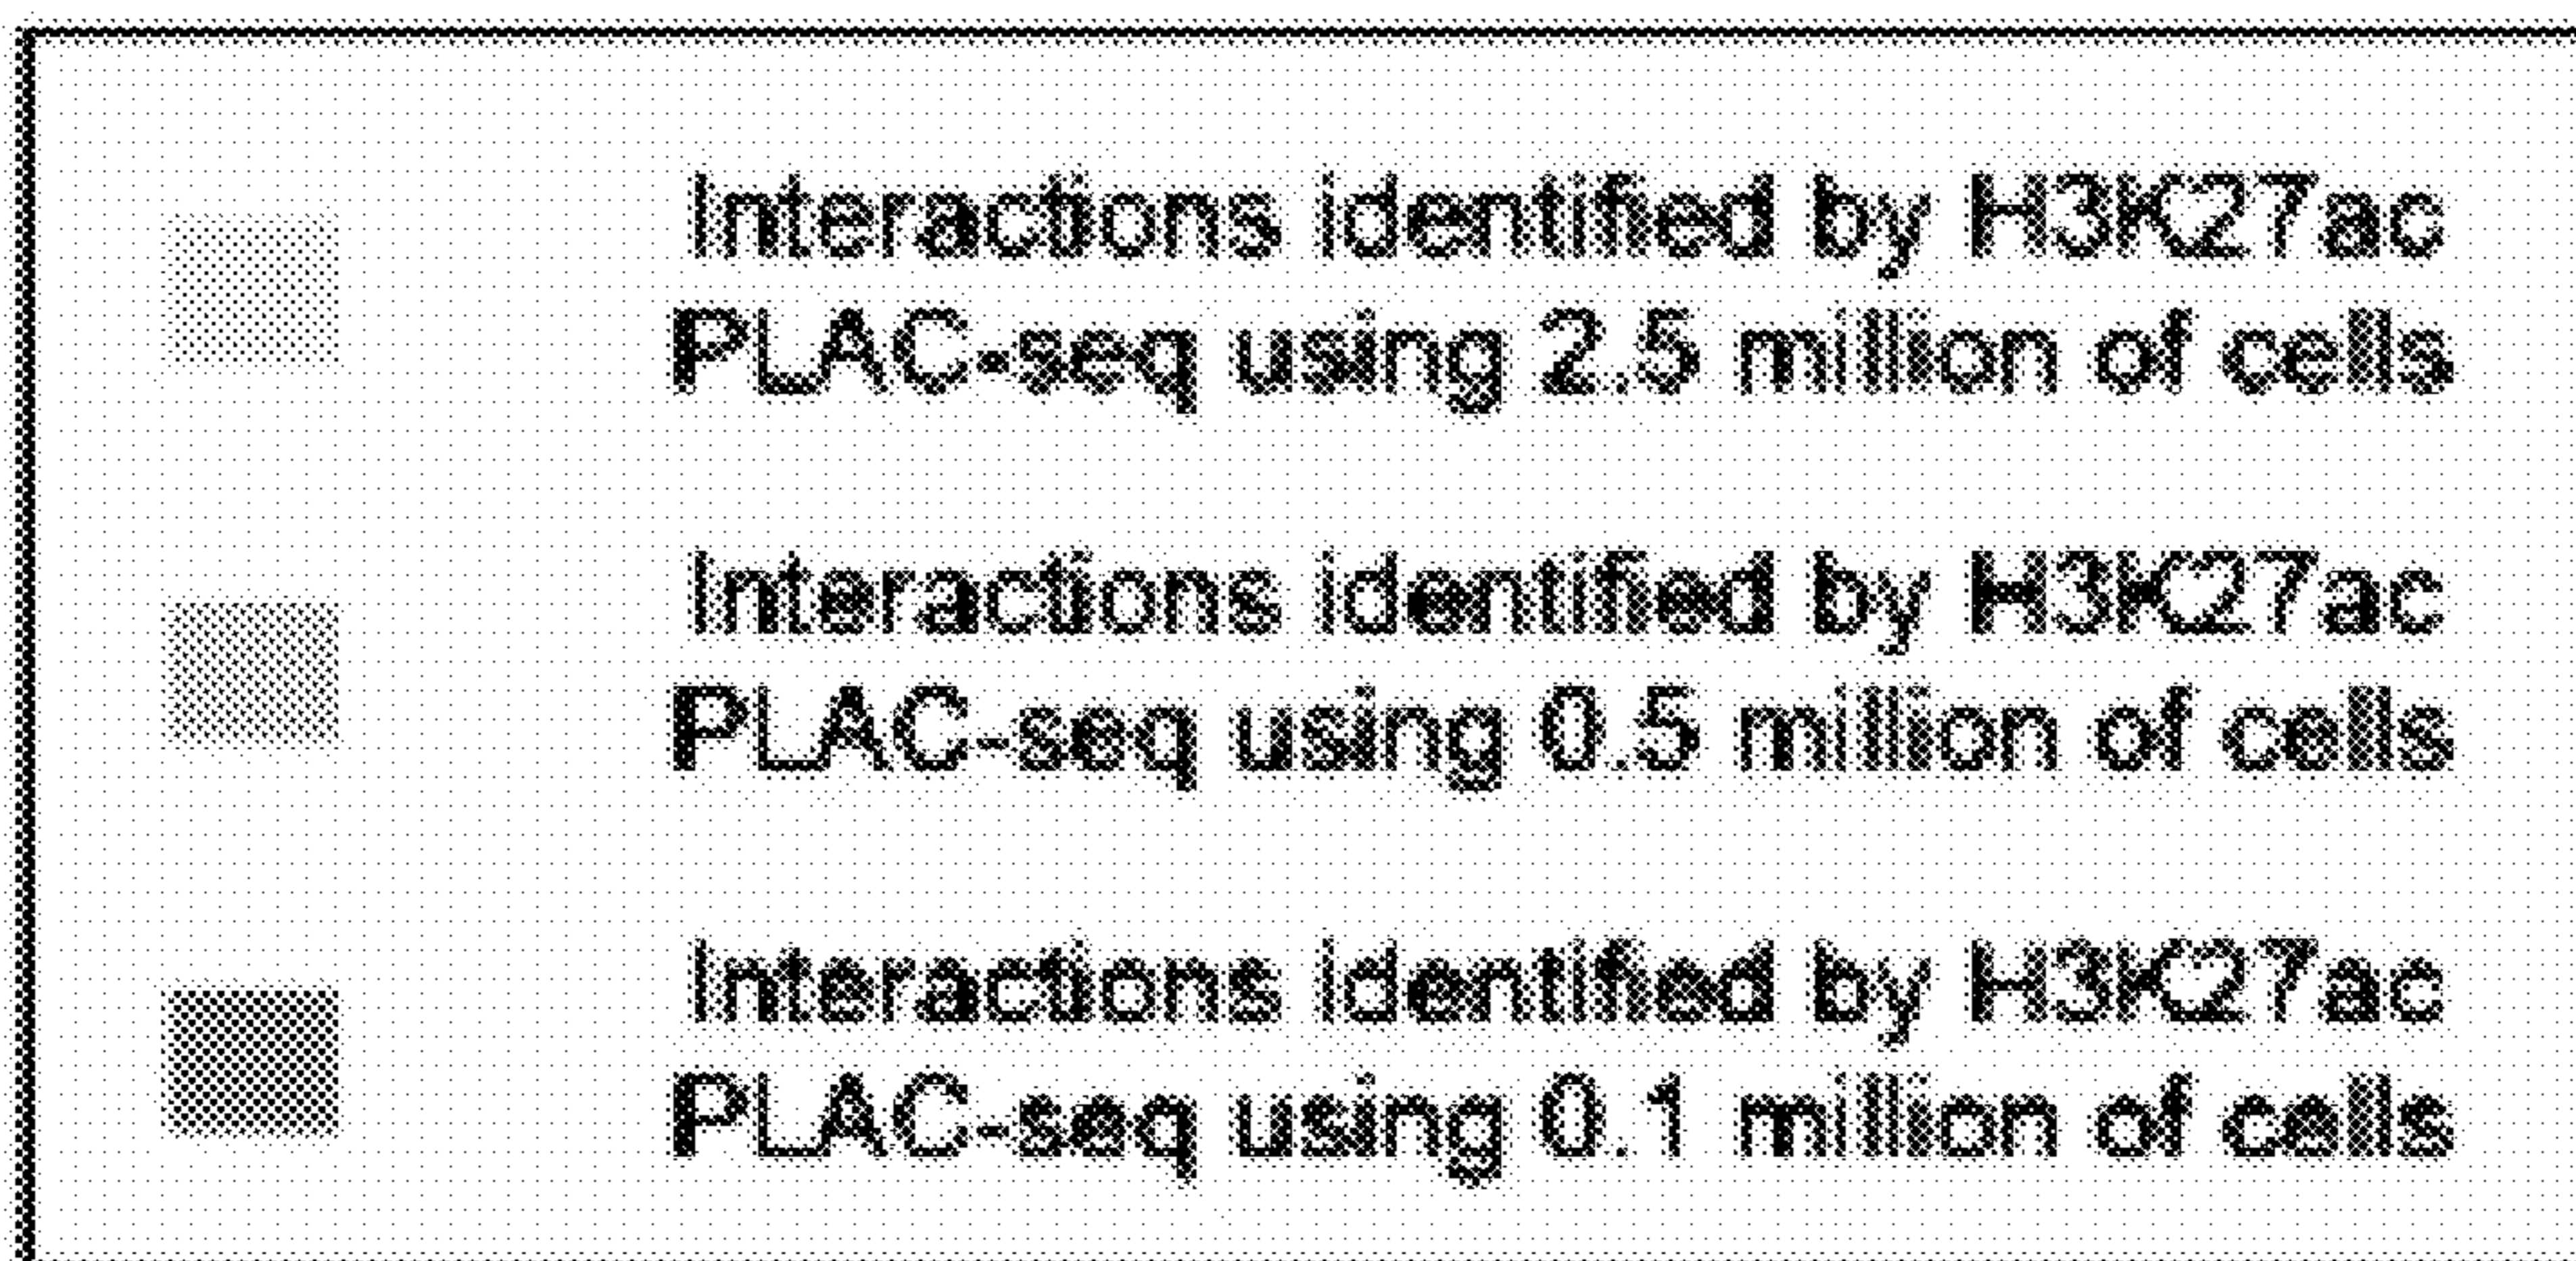 Interactions identified by H3K27ac
PLAC-seq using 2.5 million of cells
Interactions identified by H3K27ac
PLAC-seq using 0.5 million of cells
Interactions identified by H3K27ac
PLAC-seq using 0.1 million of cells